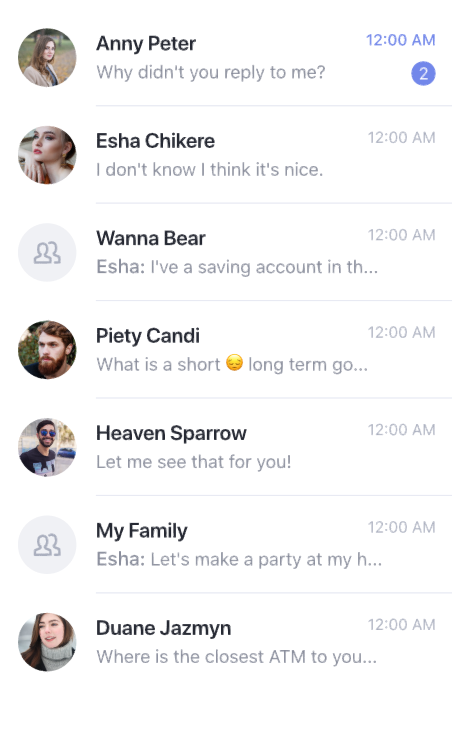 Anny Peter
12:00 AM
Why didn't you reply to me?
2
Esha Chikere
12:00 AM
I don't know I think it's nice.
Wanna Bear
12:00 AM
Esha: I've a saving account in th...
Piety Candi
12:00 AM
What is a short 😔 long term go...
Heaven Sparrow
12:00 AM
Let me see that for you!
My Family
12:00 AM
Esha: Let's make a party at my h...
Duane Jazmyn
12:00 AM
Where is the closest ATM to you...